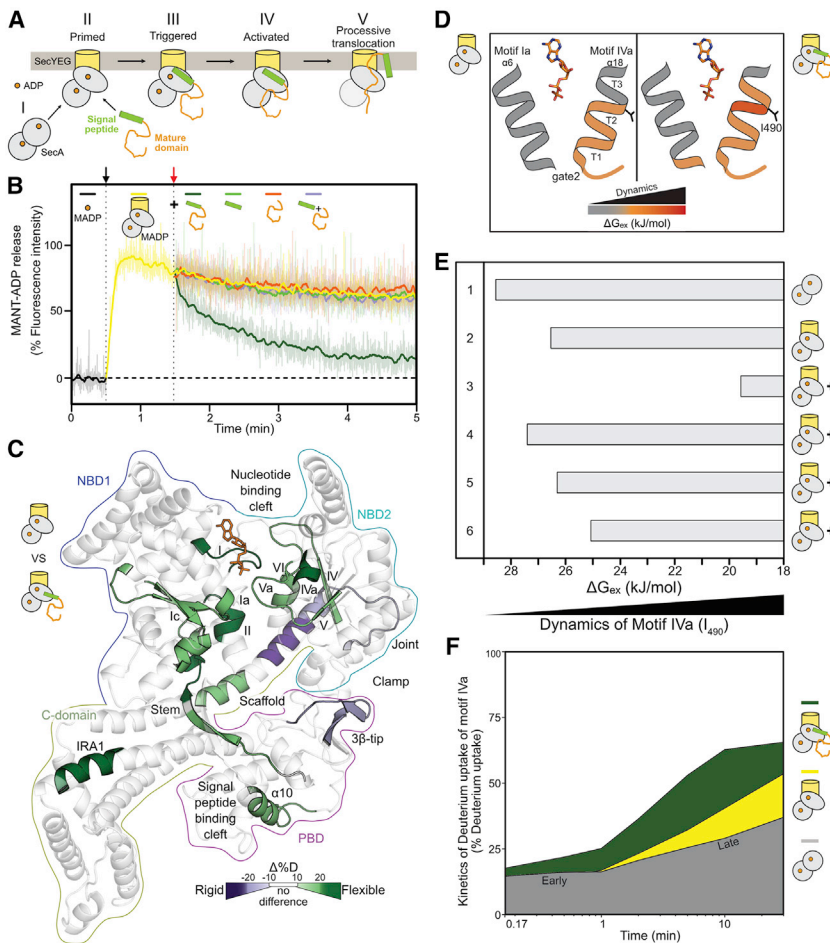 A
II
III
IV
V
Primed
Triggered
Activated
Processive
translocation
SecYEG
ADP
Signal
peptide
Mature
domain
SecA
B
MADP
MADP
+
+
MANT-ADP release
(% Fluorescence intensity)
100
50
0
0
1
2
3
4
5
Time (min)
C
NBD1
Nucleotide
binding
cleft
NBD2
VS
I
VI
IV
Va
IVa
V
Ia
Ic
II
Joint
Clamp
C-domain
Stem
Scaffold
3β-tip
IRA1
α10
Signal
peptide
binding
cleft
PBD
Δ%D
-20 -10 10 20
Rigid
no
difference
Flexible
D
Motif Ia
α6
Motif IVa
α18
T3
T2
T1
gate2
I490
Dynamics
ΔGex (kJ/mol)
E
1
2
3
4
5
6
28 26 24 22 20 18
ΔGex (kJ/mol)
Dynamics of Motif IVa (I490)
F
Kinetics of Deuterium uptake of motif IVa
(% Deuterium uptake)
100
75
50
25
0
Early
Late
0.17
1
10
Time (min)